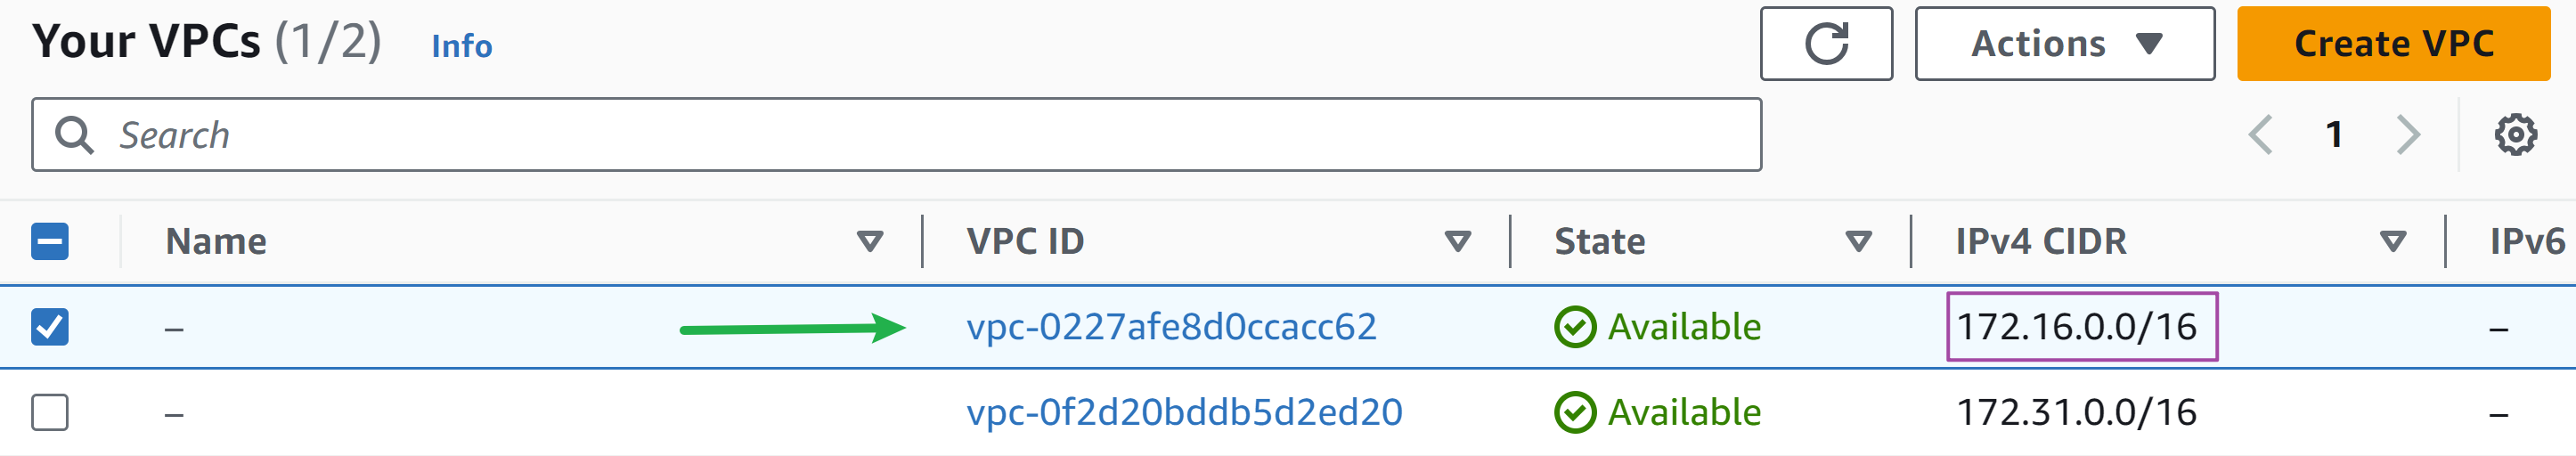 Your VPCs (1/2) Info Actions Create VPC
Search 1
Name VPC ID State IPv4 CIDR IPv6
– vpc-0227afe8d0ccacc62 Available 172.16.0.0/16 –
– vpc-0f2d20bddb5d2ed20 Available 172.31.0.0/16 –